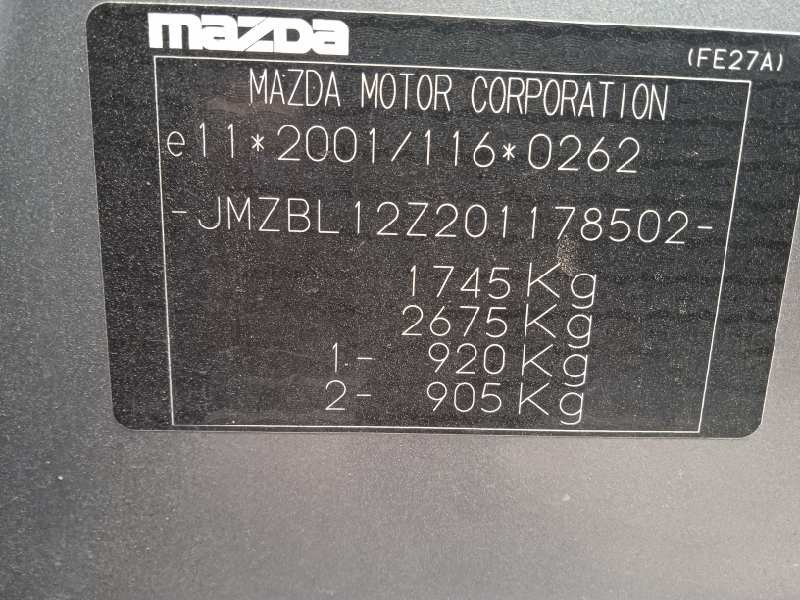 mazda
(FE27A)
MAZDA MOTOR CORPORATION
e11*2001/116*0262
-JMZBL12Z201178502-
1745Kg
2675Kg
1- 920Kg
2- 905Kg